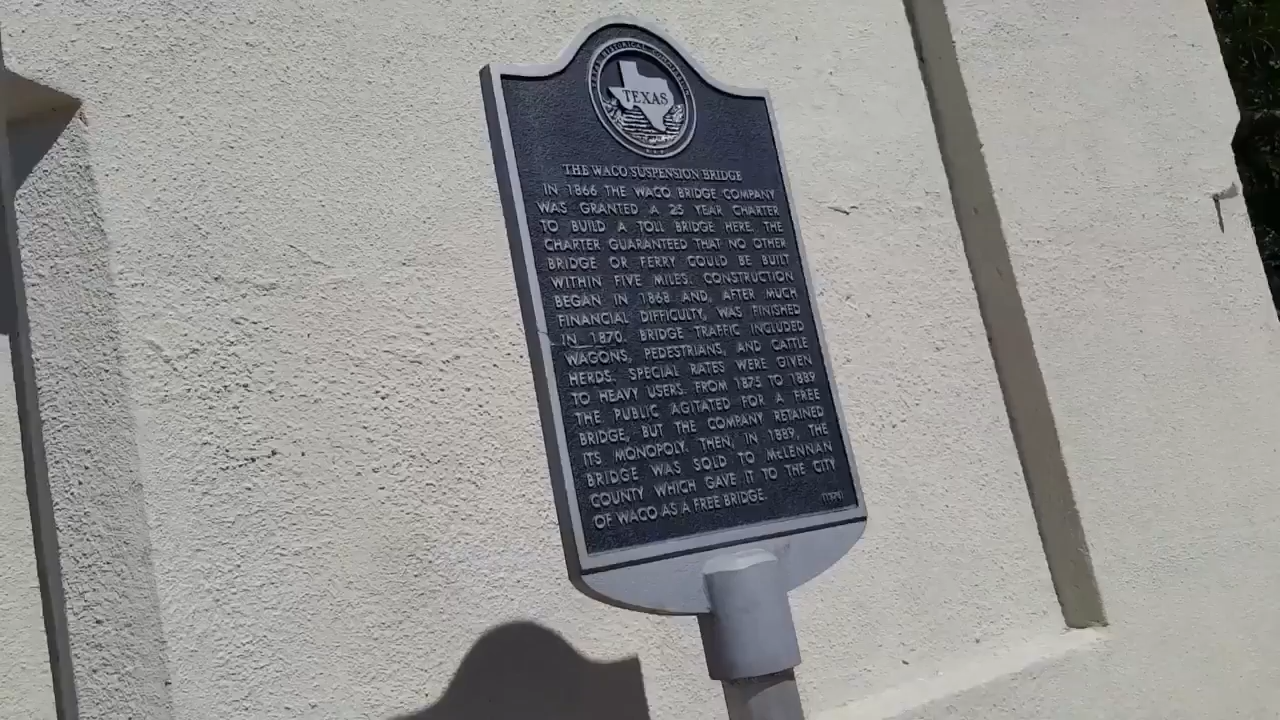 TEXAS HISTORICAL COMMISSION
TEXAS
THE WACO SUSPENSION BRIDGE
IN 1866 THE WACO BRIDGE COMPANY
WAS GRANTED A 25 YEAR CHARTER
TO BUILD A TOLL BRIDGE HERE. THE
CHARTER GUARANTEED THAT NO OTHER
BRIDGE OR FERRY COULD BE BUILT
WITHIN FIVE MILES. CONSTRUCTION
BEGAN IN 1868 AND, AFTER MUCH
FINANCIAL DIFFICULTY, WAS FINISHED
IN 1870. BRIDGE TRAFFIC INCLUDED
WAGONS, PEDESTRIANS, AND CATTLE
HERDS. SPECIAL RATES WERE GIVEN
TO HEAVY USERS. FROM 1875 TO 1889
THE PUBLIC AGITATED FOR A FREE
BRIDGE, BUT THE COMPANY RETAINED
ITS MONOPOLY. THEN, IN 1889, THE
BRIDGE WAS SOLD TO McLENNAN
COUNTY WHICH GAVE IT TO THE CITY
OF WACO AS A FREE BRIDGE.